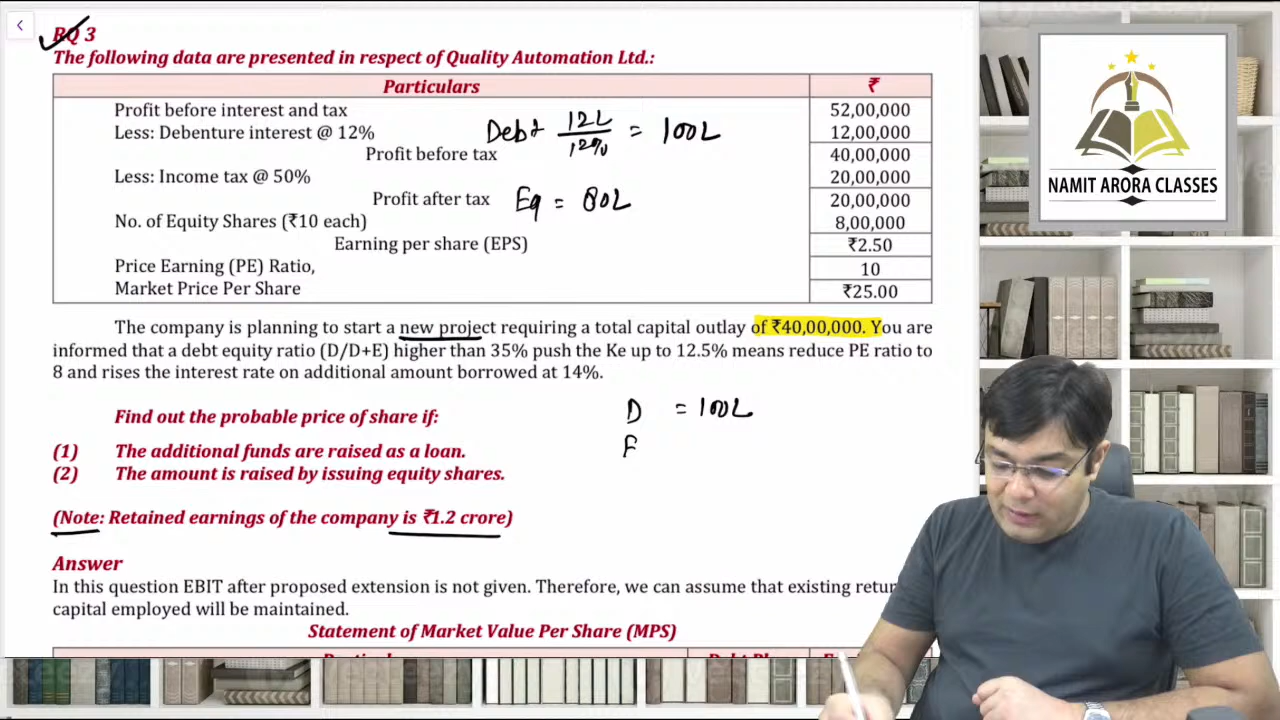 RQ 3
The following data are presented in respect of Quality Automation Ltd.:
Particulars ₹
Profit before interest and tax 52,00,000
Less: Debenture interest @ 12% Debt 12L / 12% = 100L 12,00,000
Profit before tax 40,00,000
Less: Income tax @ 50% 20,00,000
Profit after tax Eq = 80L 20,00,000
No. of Equity Shares (₹10 each) 8,00,000
Earning per share (EPS) ₹2.50
Price Earning (PE) Ratio, 10
Market Price Per Share ₹25.00
NAMIT ARORA CLASSES
The company is planning to start a new project requiring a total capital outlay of ₹40,00,000. You are
informed that a debt equity ratio (D/D+E) higher than 35% push the Ke up to 12.5% means reduce PE ratio to
8 and rises the interest rate on additional amount borrowed at 14%.
Find out the probable price of share if:
D = 100L
E
(1) The additional funds are raised as a loan.
(2) The amount is raised by issuing equity shares.
(Note: Retained earnings of the company is ₹1.2 crore)
Answer
In this question EBIT after proposed extension is not given. Therefore, we can assume that existing
capital employed will be maintained.
Statement of Market Value Per Share (MPS)